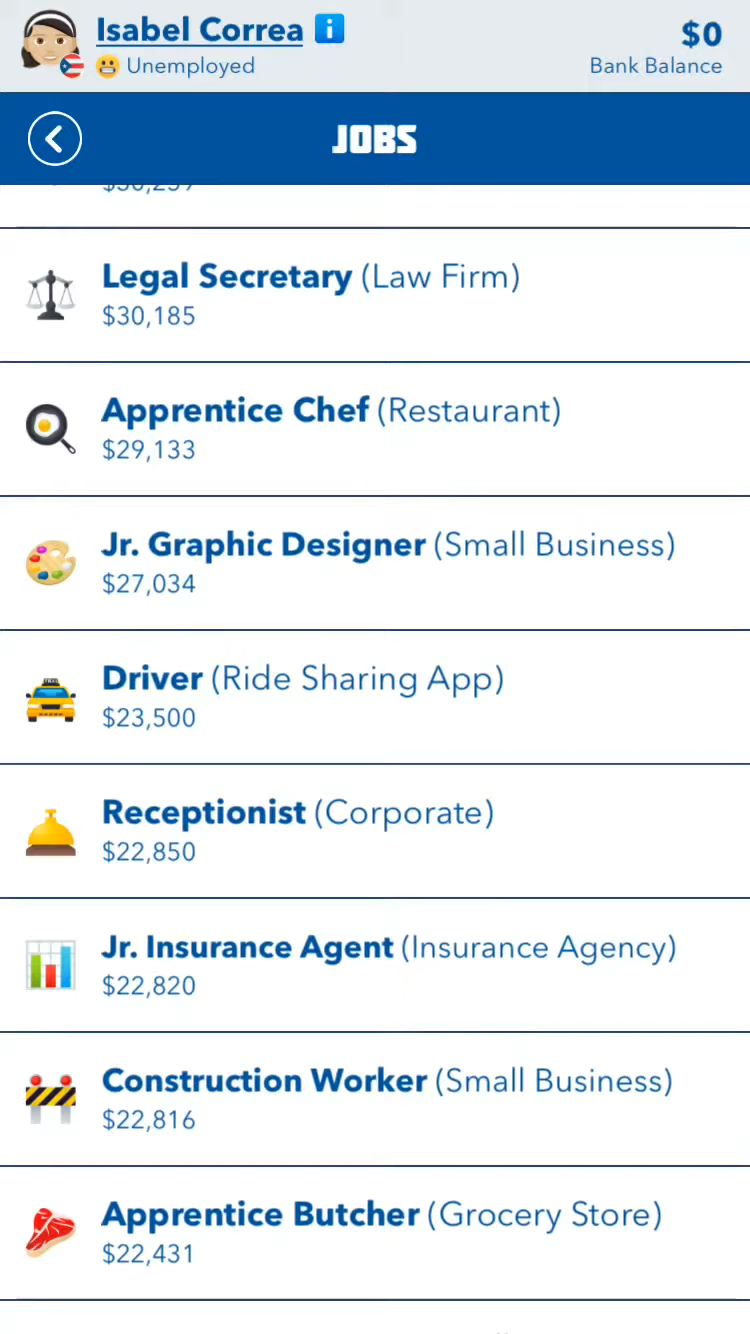 Isabel Correa
$0
Unemployed
Bank Balance
JOBS
Legal Secretary (Law Firm)
$30,185
Apprentice Chef (Restaurant)
$29,133
Jr. Graphic Designer (Small Business)
$27,034
Driver (Ride Sharing App)
$23,500
Receptionist (Corporate)
$22,850
Jr. Insurance Agent (Insurance Agency)
$22,820
Construction Worker (Small Business)
$22,816
Apprentice Butcher (Grocery Store)
$22,431